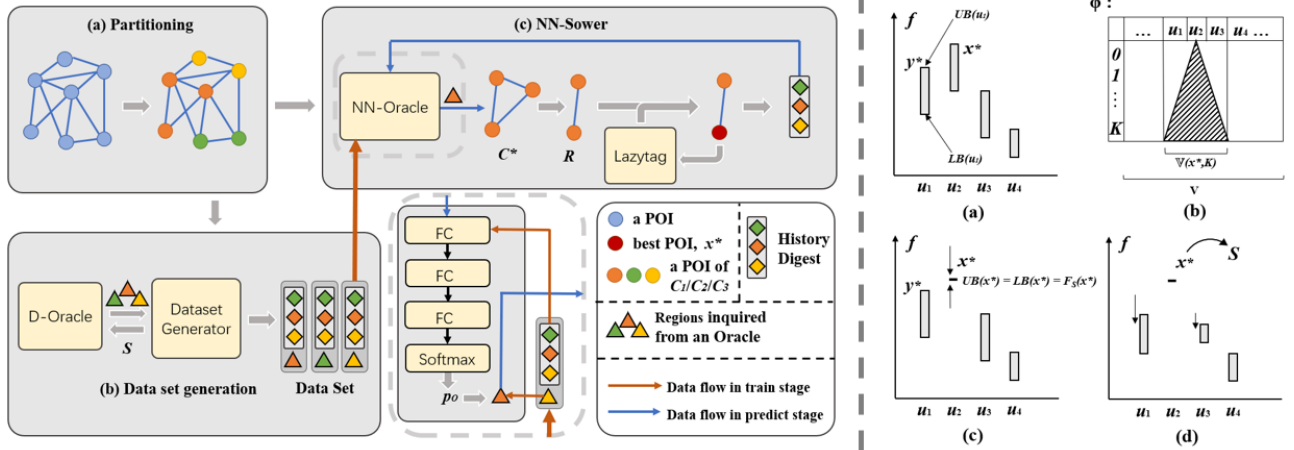 (a) Partitioning
(c) NN-Sower
NN-Oracle
C*
R
Lazytag
D-Oracle
S
Dataset
Generator
(b) Data set generation
Data Set
FC
FC
FC
Softmax
po
a POI
best POI, x*
a POI of
C1/C2/C3
History
Digest
Regions inquired
from an Oracle
Data flow in train stage
Data flow in predict stage
f
UB(u2)
x*
y*
LB(u2)
u1 u2 u3 u4
(a)
φ :
... u1 u2 u3 u4 ...
0
1
⋮
K
𝕍(x*,K)
V
(b)
f
x*
UB(x*) = LB(x*) = FS(x*)
y*
u1 u2 u3 u4
(c)
f
x*
S
u1 u2 u3 u4
(d)